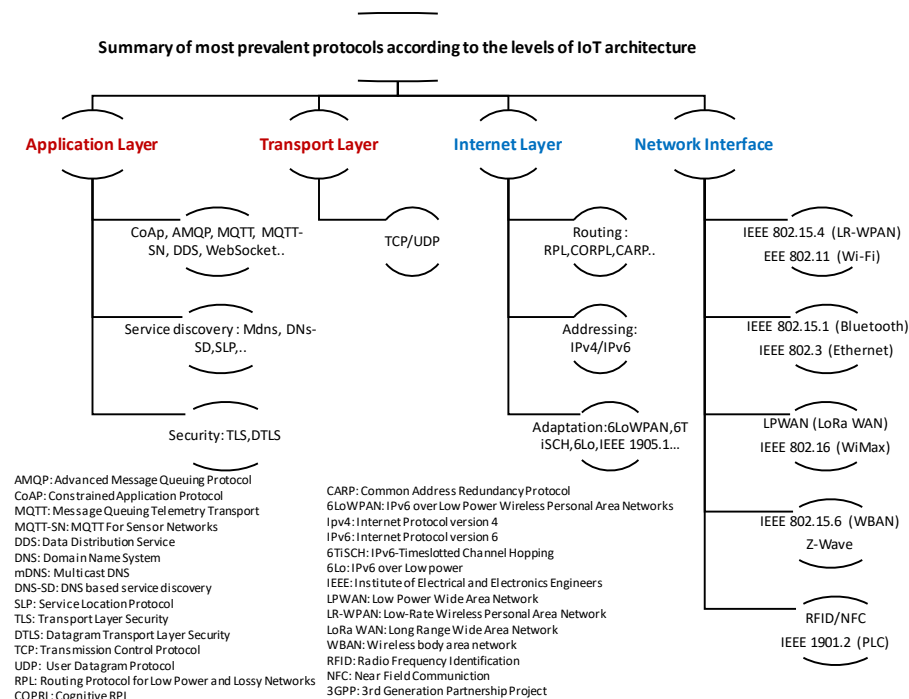 Summary of most prevalent protocols according to the levels of IoT architecture
Application Layer
Transport Layer
Internet Layer
Network Interface
CoAp, AMQP, MQTT, MQTT-
SN, DDS, WebSocket..
Service discovery : Mdns, DNs-
SD,SLP,..
Security: TLS,DTLS
TCP/UDP
Routing :
RPL,CORPL,CARP..
Addressing:
IPv4/IPv6
Adaptation:6LoWPAN,6T
iSCH,6Lo,IEEE 1905.1...
IEEE 802.15.4 (LR-WPAN)
EEE 802.11 (Wi-Fi)
IEEE 802.15.1 (Bluetooth)
IEEE 802.3 (Ethernet)
LPWAN (LoRa WAN)
IEEE 802.16 (WiMax)
IEEE 802.15.6 (WBAN)
Z-Wave
RFID/NFC
IEEE 1901.2 (PLC)
AMQP: Advanced Message Queuing Protocol
CoAP: Constrained Application Protocol
MQTT: Message Queuing Telemetry Transport
MQTT-SN: MQTT For Sensor Networks
DDS: Data Distribution Service
DNS: Domain Name System
mDNS: Multicast DNS
DNS-SD: DNS based service discovery
SLP: Service Location Protocol
TLS: Transport Layer Security
DTLS: Datagram Transport Layer Security
TCP: Transmission Control Protocol
UDP: User Datagram Protocol
RPL: Routing Protocol for Low Power and Lossy Networks
COPRL: Cognitive RPL
CARP: Common Address Redundancy Protocol
6LoWPAN: IPv6 over Low Power Wireless Personal Area Networks
Ipv4: Internet Protocol version 4
IPv6: Internet Protocol version 6
6TiSCH: IPv6-Timeslotted Channel Hopping
6Lo: IPv6 over Low power
IEEE: Institute of Electrical and Electronics Engineers
LPWAN: Low Power Wide Area Network
LR-WPAN: Low-Rate Wireless Personal Area Network
LoRa WAN: Long Range Wide Area Network
WBAN: Wireless body area network
RFID: Radio Frequency Identification
NFC: Near Field Communiction
3GPP: 3rd Generation Partnership Project